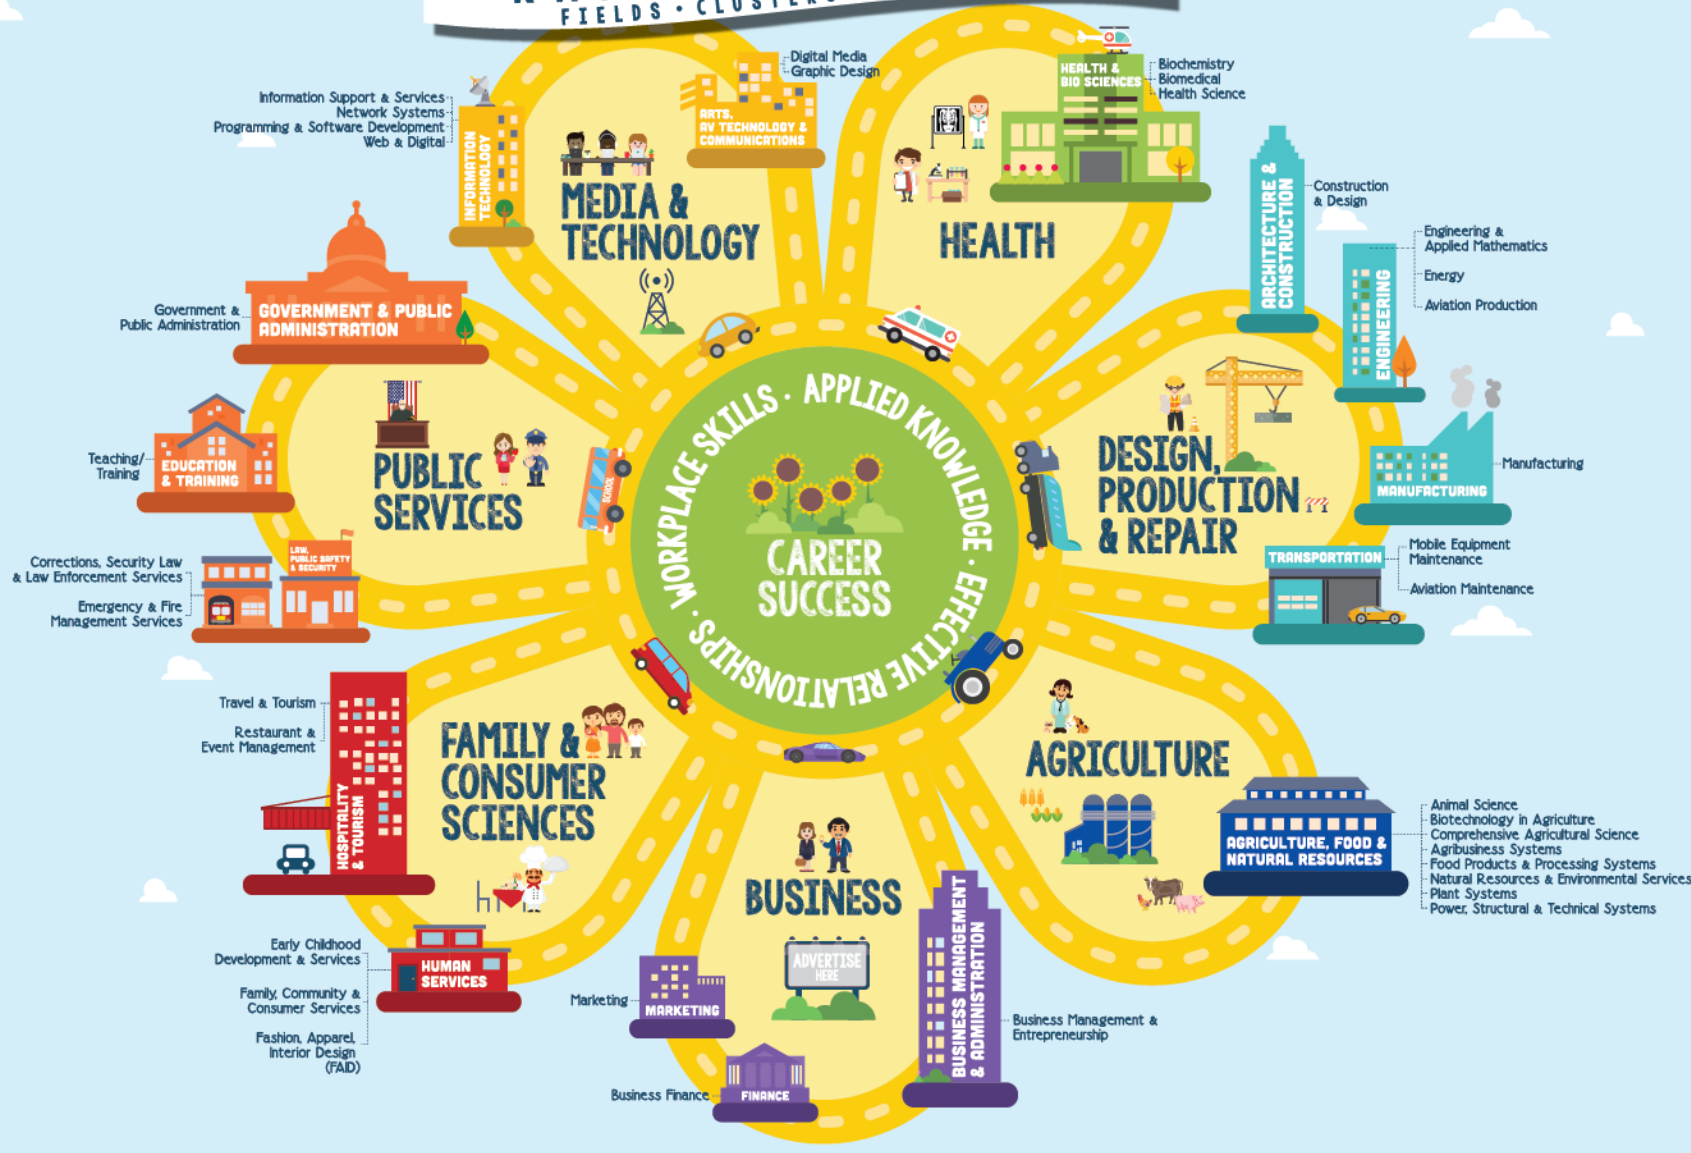 FIELDS • CLUSTERS
Digital Media
Graphic Design
ARTS,
AV TECHNOLOGY &
COMMUNICATIONS
Information Support & Services
Network Systems
Programming & Software Development
Web & Digital
INFORMATION
TECHNOLOGY
MEDIA &
TECHNOLOGY
HEALTH &
BIO SCIENCES
Biochemistry
Biomedical
Health Science
HEALTH
ARCHITECTURE &
CONSTRUCTION
Construction
& Design
ENGINEERING
Engineering &
Applied Mathematics
Energy
Aviation Production
MANUFACTURING
Manufacturing
DESIGN,
PRODUCTION
& REPAIR
TRANSPORTATION
Mobile Equipment
Maintenance
Aviation Maintenance
Government &
Public Administration
GOVERNMENT & PUBLIC
ADMINISTRATION
Teaching/
Training
EDUCATION
& TRAINING
PUBLIC
SERVICES
SCHOOL
Corrections, Security Law
& Law Enforcement Services
Emergency & Fire
Management Services
LAW,
PUBLIC SAFETY
& SECURITY
WORKPLACE SKILLS • APPLIED KNOWLEDGE • EFFECTIVE RELATIONSHIPS •
CAREER
SUCCESS
Travel & Tourism
Restaurant &
Event Management
HOSPITALITY
& TOURISM
FAMILY &
CONSUMER
SCIENCES
Early Childhood
Development & Services
Family, Community &
Consumer Services
Fashion, Apparel,
Interior Design
(FAID)
HUMAN
SERVICES
BUSINESS
ADVERTISE
HERE
Marketing
MARKETING
Business Finance
FINANCE
BUSINESS MANAGEMENT
& ADMINISTRATION
Business Management &
Entrepreneurship
AGRICULTURE
AGRICULTURE, FOOD &
NATURAL RESOURCES
Animal Science
Biotechnology in Agriculture
Comprehensive Agricultural Science
Agribusiness Systems
Food Products & Processing Systems
Natural Resources & Environmental Services
Plant Systems
Power, Structural & Technical Systems